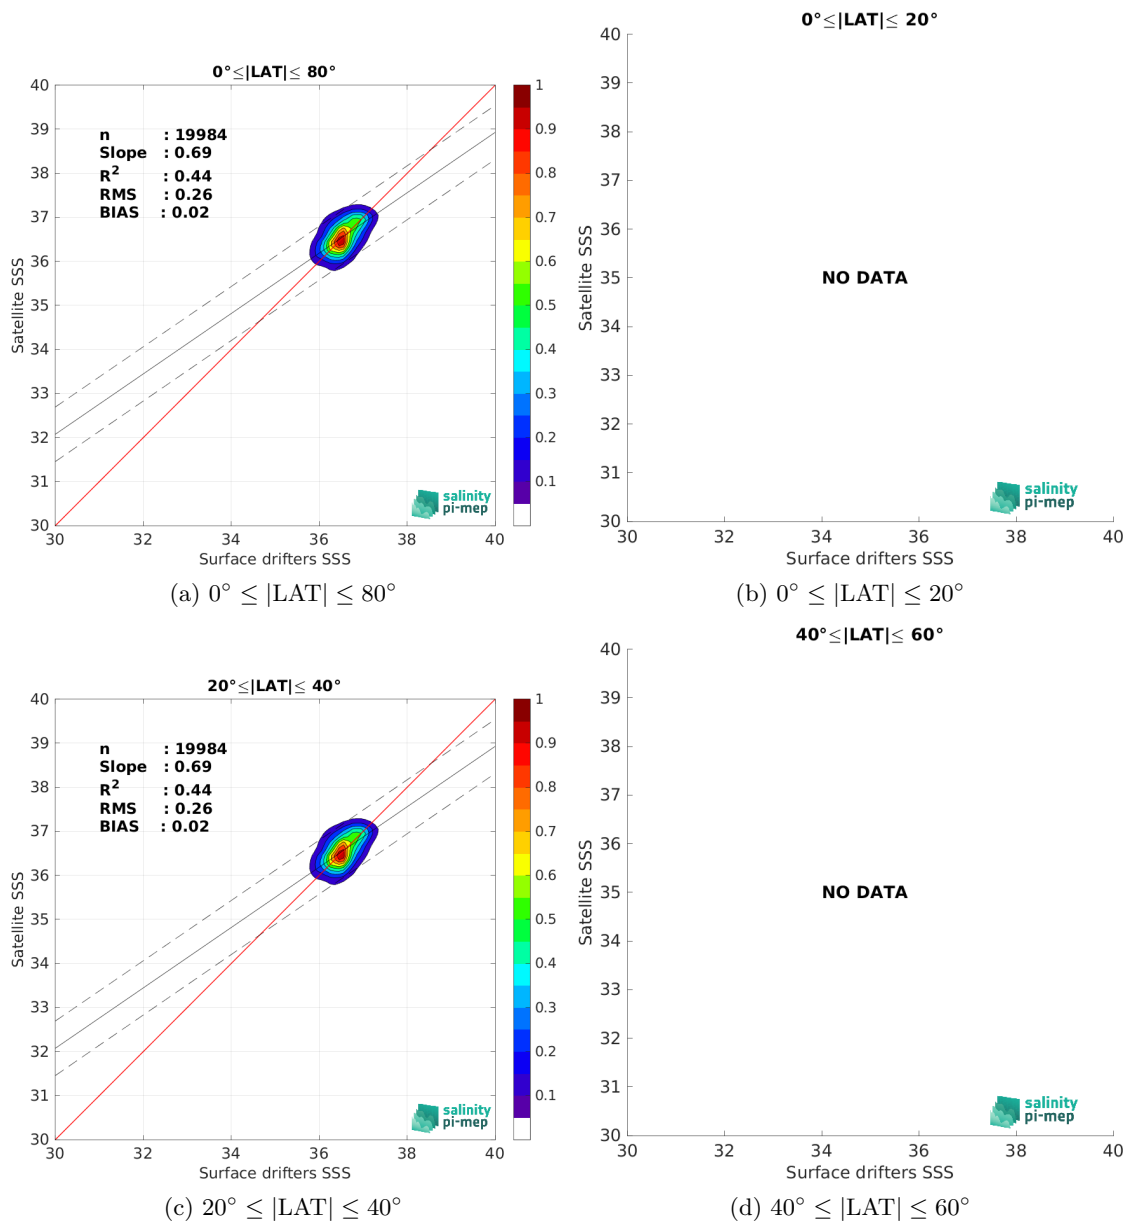 0°≤|LAT|≤ 80°
40
39
38
37
36
35
34
33
32
31
30
30
32
34
36
38
40
Satellite SSS
Surface drifters SSS
n : 19984
Slope : 0.69
R² : 0.44
RMS : 0.26
BIAS : 0.02
1
0.9
0.8
0.7
0.6
0.5
0.4
0.3
0.2
0.1
salinity
pi-mep
(a) 0° ≤ |LAT| ≤ 80°
0°≤|LAT|≤ 20°
40
39
38
37
36
35
34
33
32
31
30
30
32
34
36
38
40
Satellite SSS
Surface drifters SSS
NO DATA
salinity
pi-mep
(b) 0° ≤ |LAT| ≤ 20°
20°≤|LAT|≤ 40°
40
39
38
37
36
35
34
33
32
31
30
30
32
34
36
38
40
Satellite SSS
Surface drifters SSS
n : 19984
Slope : 0.69
R² : 0.44
RMS : 0.26
BIAS : 0.02
1
0.9
0.8
0.7
0.6
0.5
0.4
0.3
0.2
0.1
salinity
pi-mep
(c) 20° ≤ |LAT| ≤ 40°
40°≤|LAT|≤ 60°
40
39
38
37
36
35
34
33
32
31
30
30
32
34
36
38
40
Satellite SSS
Surface drifters SSS
NO DATA
salinity
pi-mep
(d) 40° ≤ |LAT| ≤ 60°